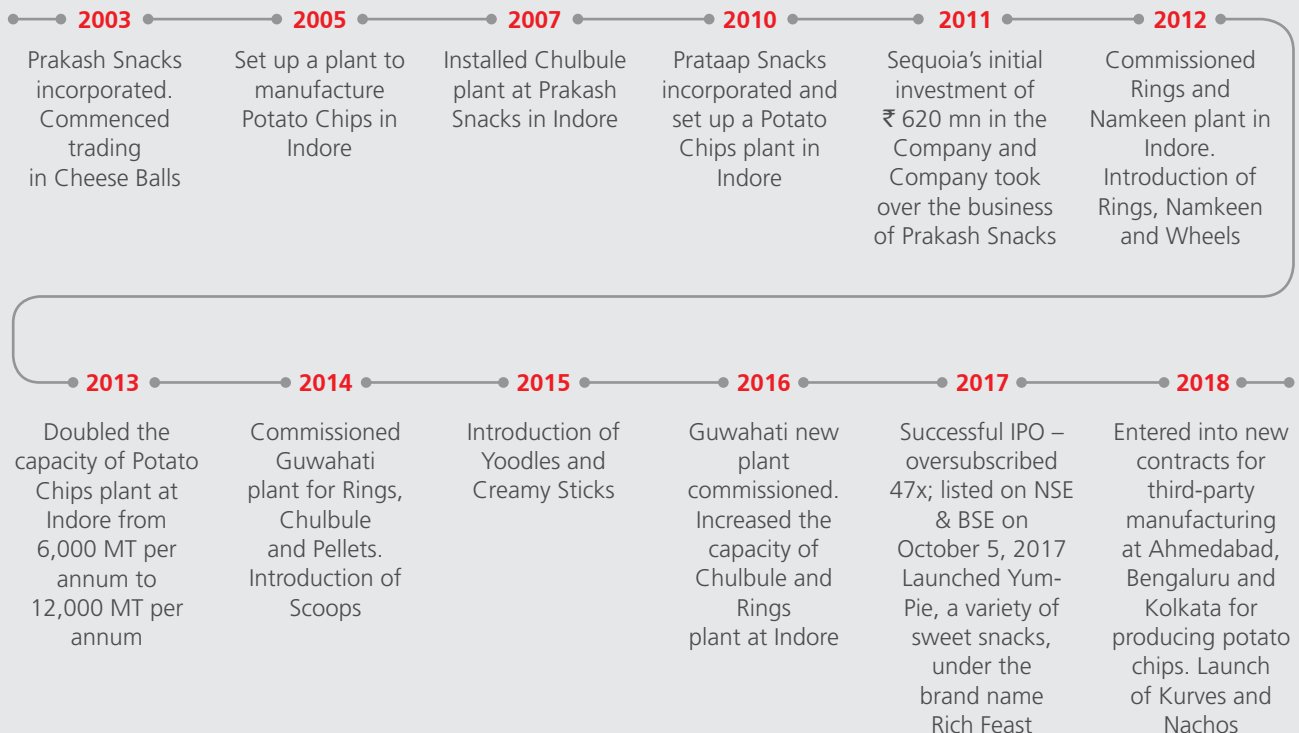 2003
Prakash Snacks
incorporated.
Commenced
trading
in Cheese Balls
2005
Set up a plant to
manufacture
Potato Chips in
Indore
2007
Installed Chulbule
plant at Prakash
Snacks in Indore
2010
Prataap Snacks
incorporated and
set up a Potato
Chips plant in
Indore
2011
Sequoia's initial
investment of
₹ 620 mn in the
Company and
Company took
over the business
of Prakash Snacks
2012
Commissioned
Rings and
Namkeen plant in
Indore.
Introduction of
Rings, Namkeen
and Wheels
2013
Doubled the
capacity of Potato
Chips plant at
Indore from
6,000 MT per
annum to
12,000 MT per
annum
2014
Commissioned
Guwahati
plant for Rings,
Chulbule
and Pellets.
Introduction of
Scoops
2015
Introduction of
Yoodles and
Creamy Sticks
2016
Guwahati new
plant
commissioned.
Increased the
capacity of
Chulbule and
Rings
plant at Indore
2017
Successful IPO –
oversubscribed
47x; listed on NSE
& BSE on
October 5, 2017
Launched Yum-
Pie, a variety of
sweet snacks,
under the
brand name
Rich Feast
2018
Entered into new
contracts for
third-party
manufacturing
at Ahmedabad,
Bengaluru and
Kolkata for
producing potato
chips. Launch
of Kurves and
Nachos